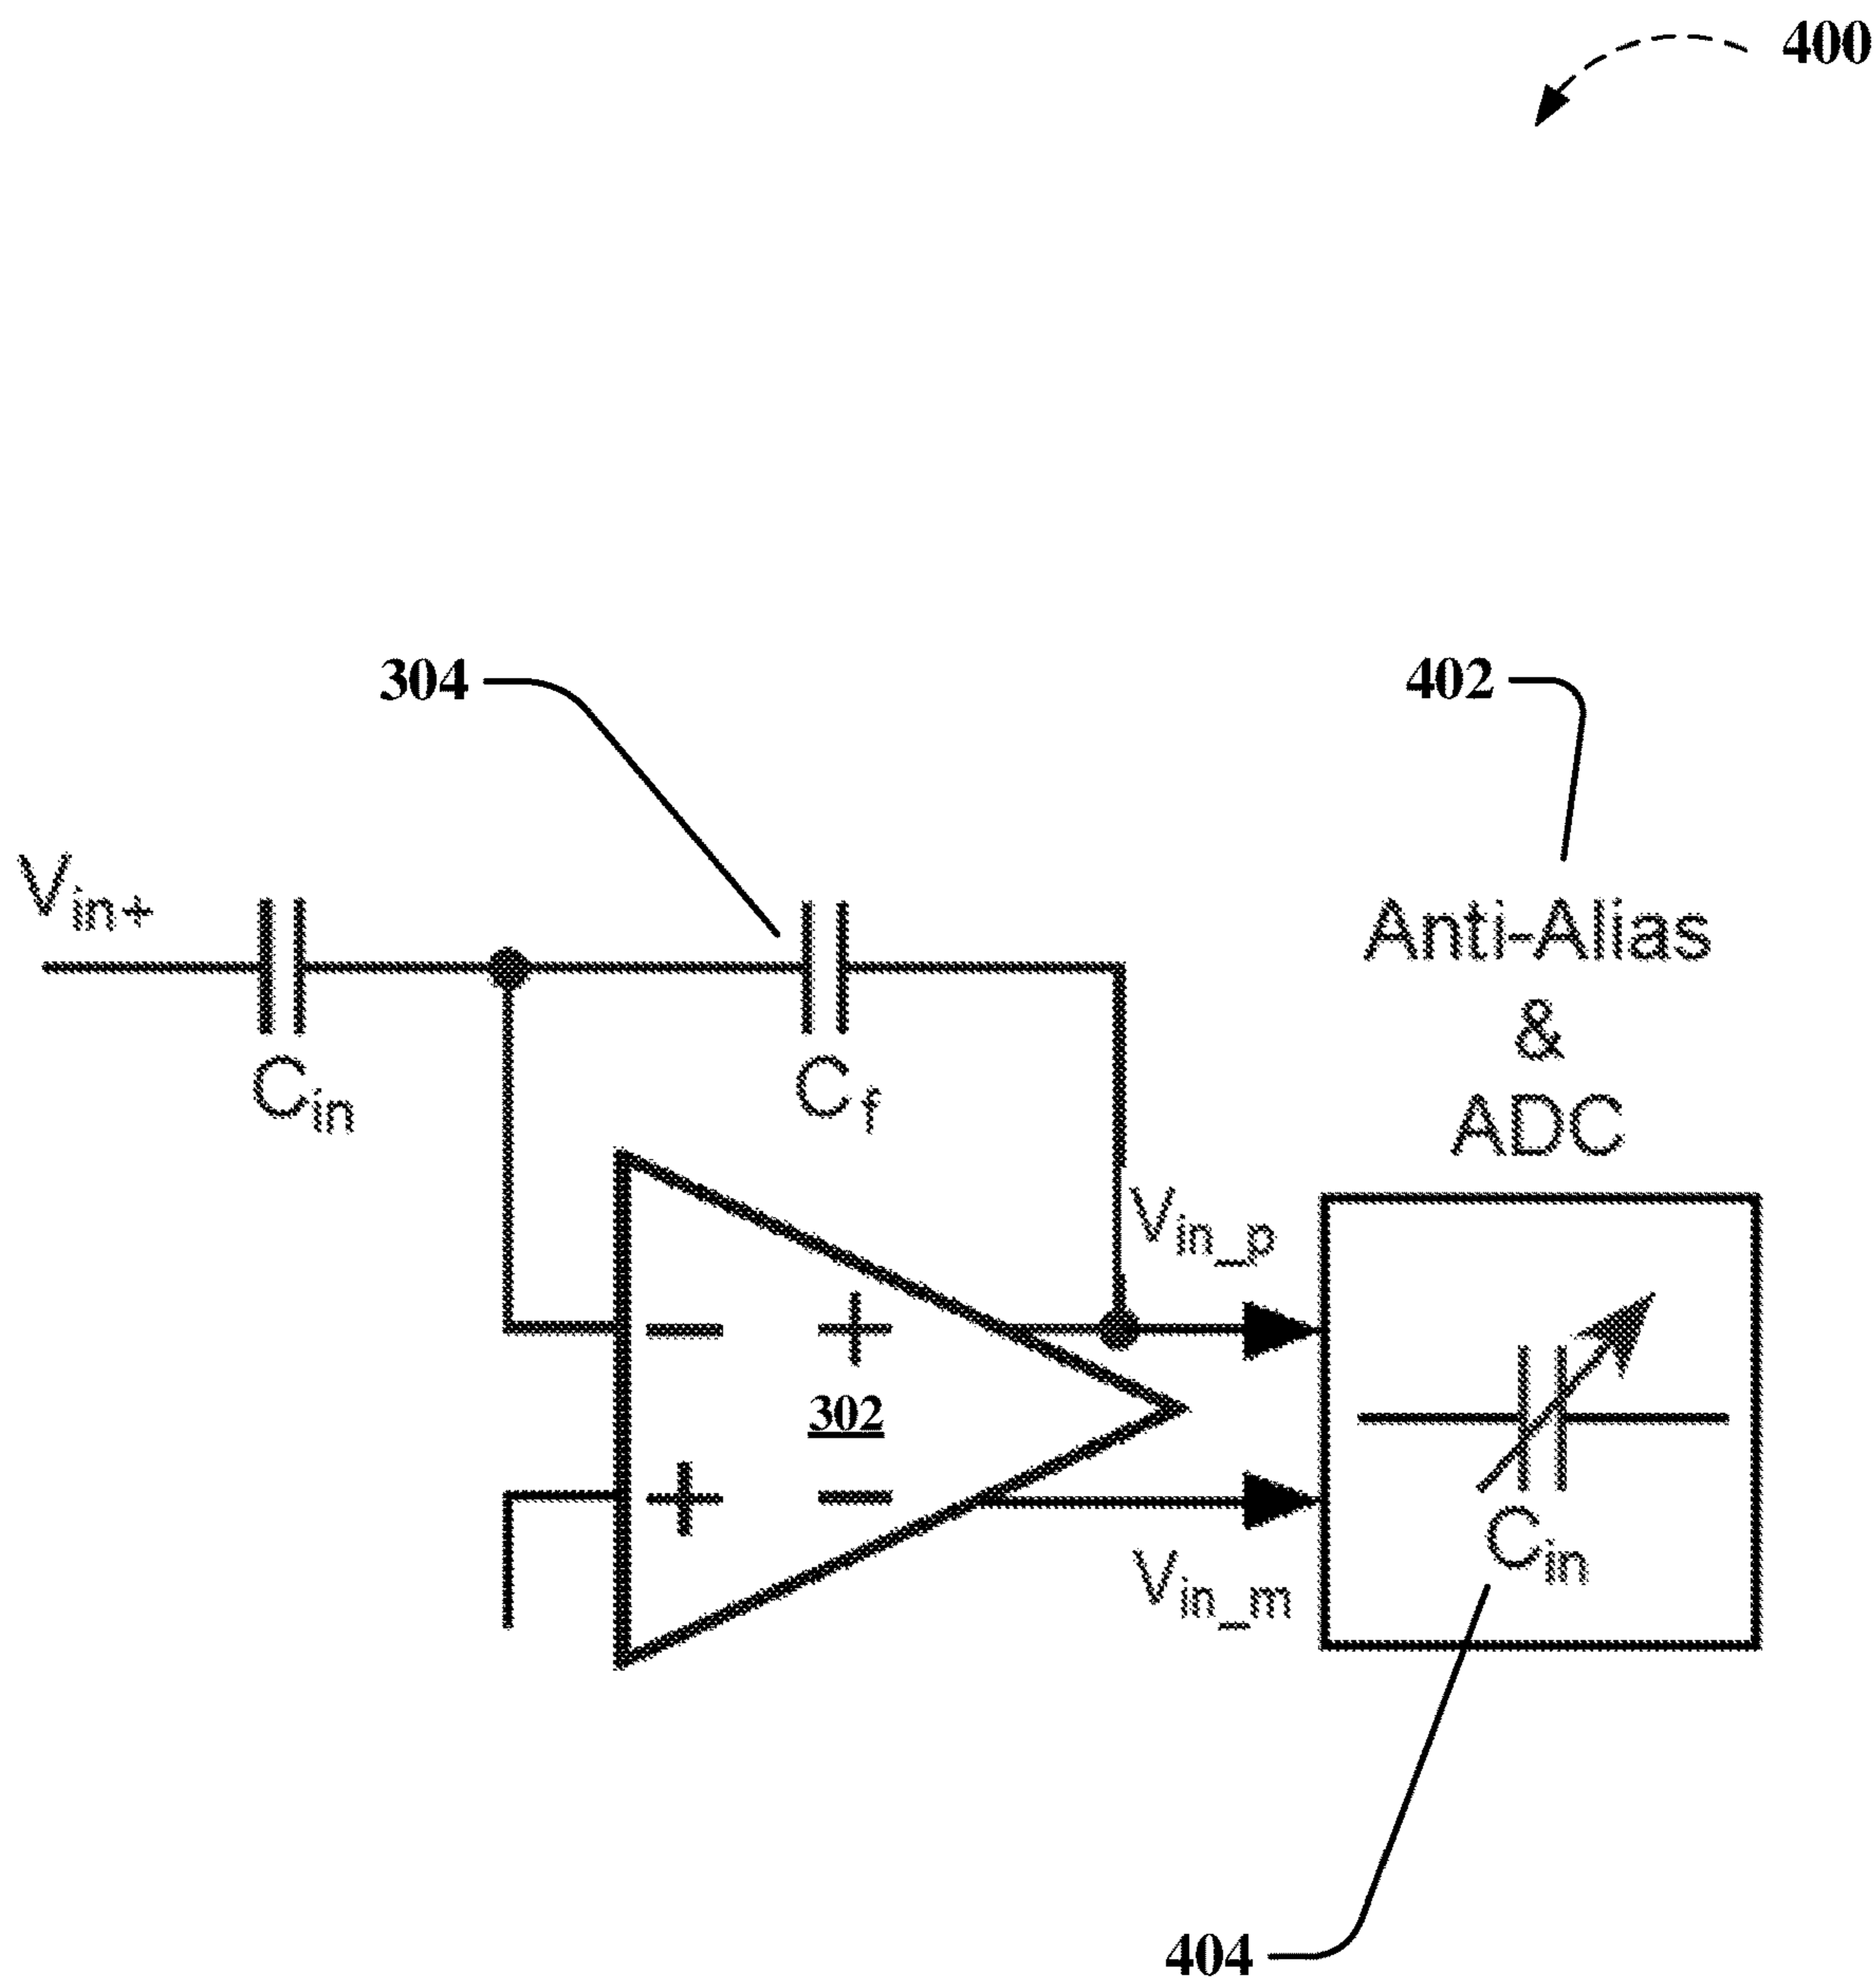 400
304
402
Vin+
Anti-Alias
&
ADC
Cin
Cf
Vin_p
− +
302
+ −
Vin_m
Cin
404